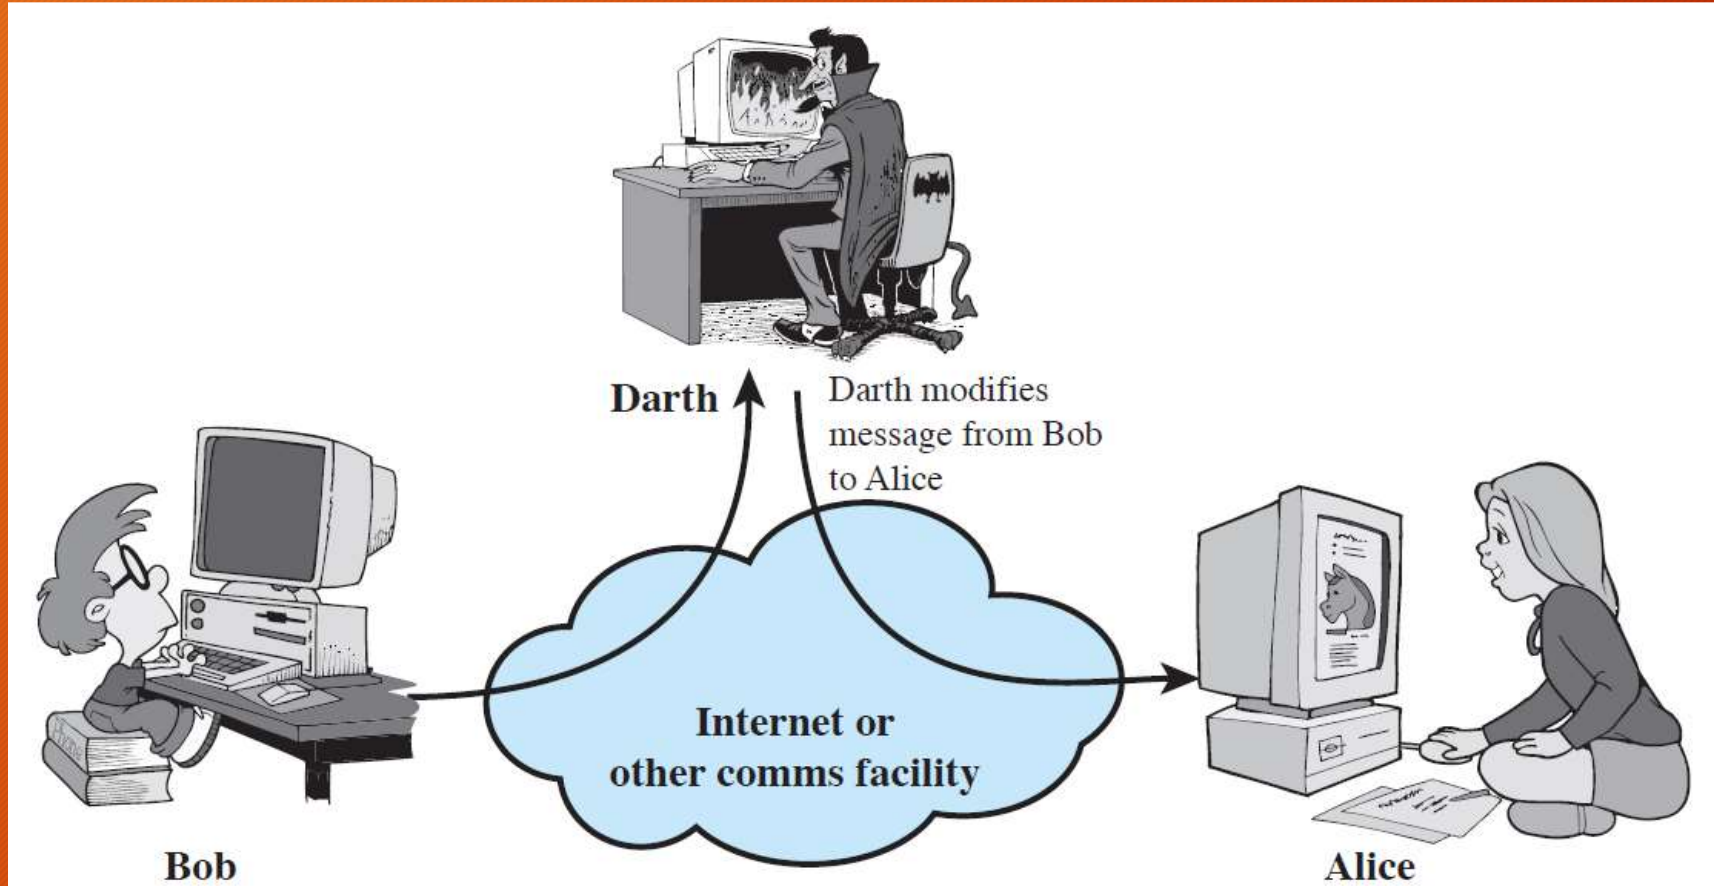 Darth
Darth modifies
message from Bob
to Alice
Internet or
other comms facility
Bob
Alice